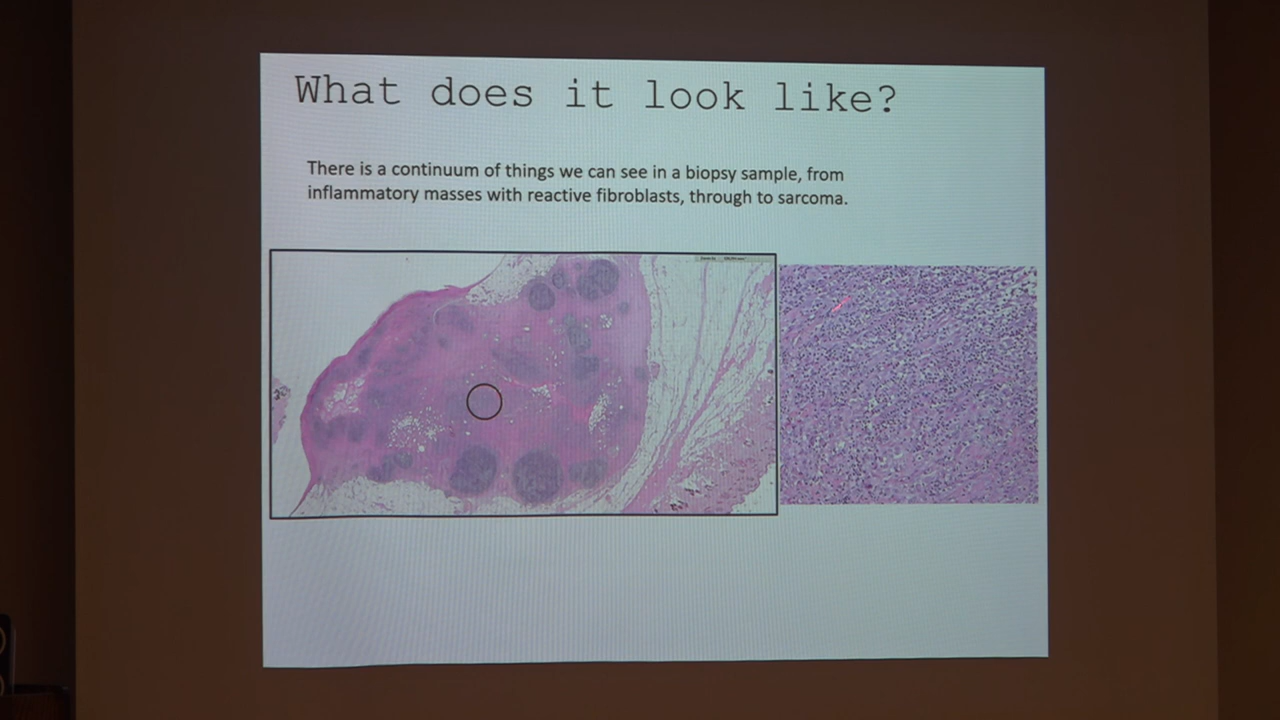 What does it look like?
There is a continuum of things we can see in a biopsy sample, from
inflammatory masses with reactive fibroblasts, through to sarcoma.